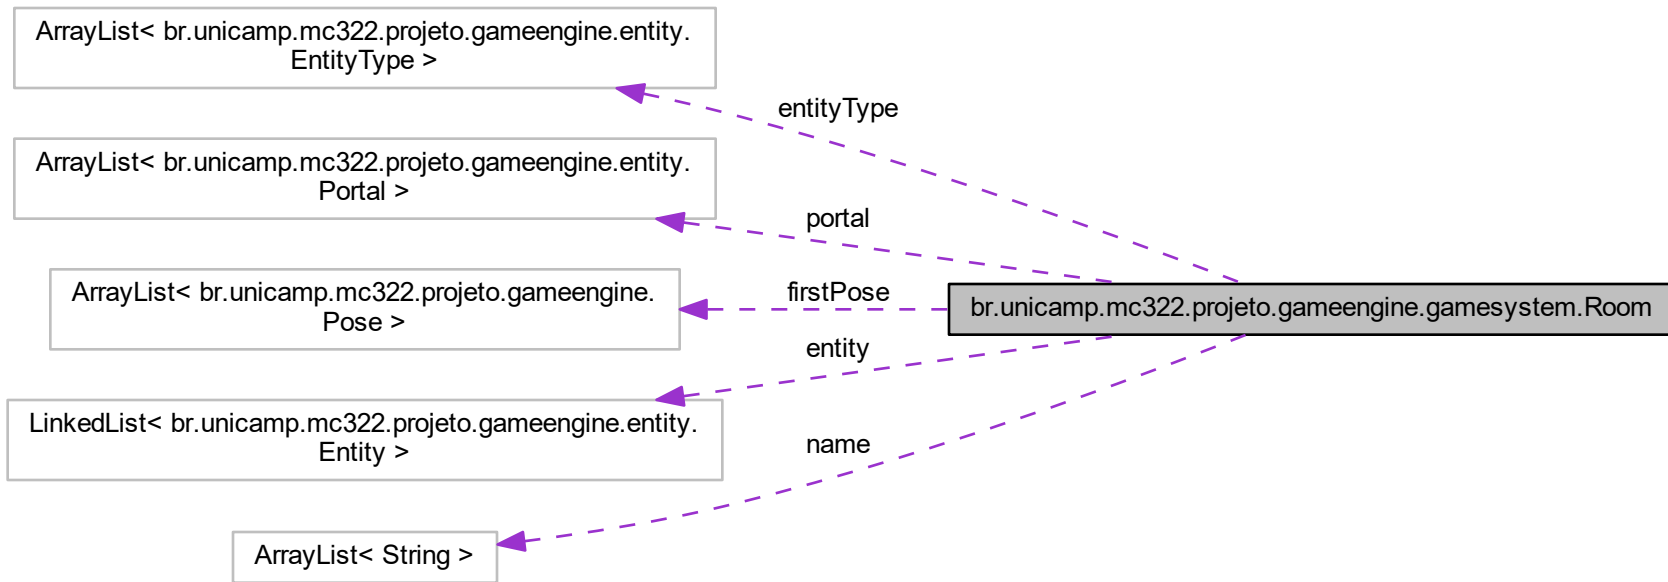 ArrayList< br.unicamp.mc322.projeto.gameengine.entity.
EntityType >
entityType
ArrayList< br.unicamp.mc322.projeto.gameengine.entity.
Portal >
portal
ArrayList< br.unicamp.mc322.projeto.gameengine.
Pose >
firstPose
br.unicamp.mc322.projeto.gameengine.gamesystem.Room
entity
LinkedList< br.unicamp.mc322.projeto.gameengine.entity.
Entity >
name
ArrayList< String >